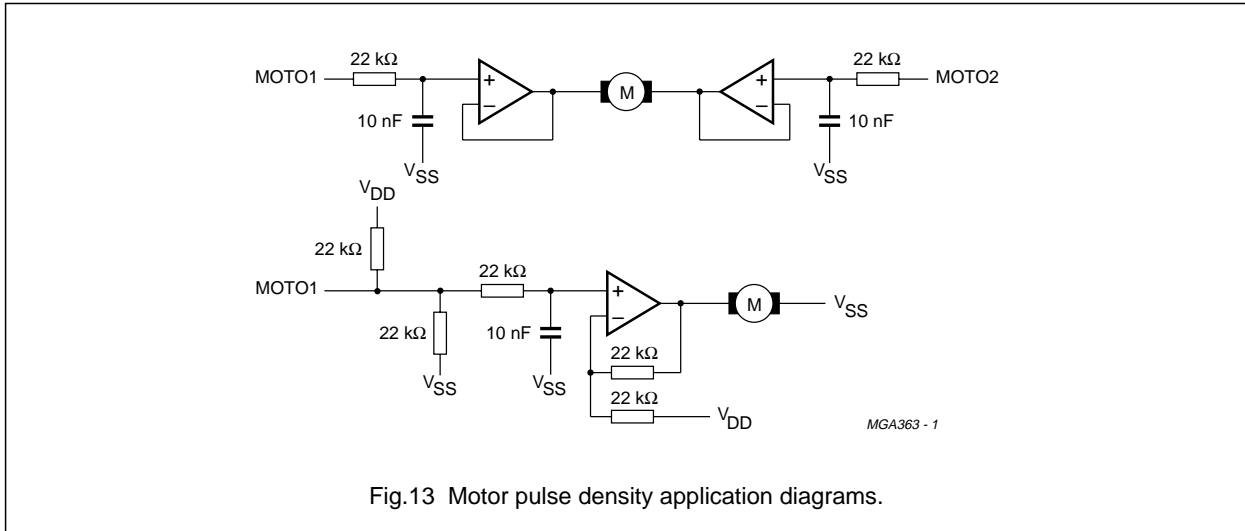 22 kΩ
22 kΩ
MOTO1
MOTO2
+
+
M
−
−
10 nF
10 nF
VSS
VSS
VDD
22 kΩ
22 kΩ
MOTO1
+
M
VSS
−
22 kΩ
10 nF
22 kΩ
VSS
VSS
22 kΩ
VDD
MGA363 - 1
Fig.13 Motor pulse density application diagrams.